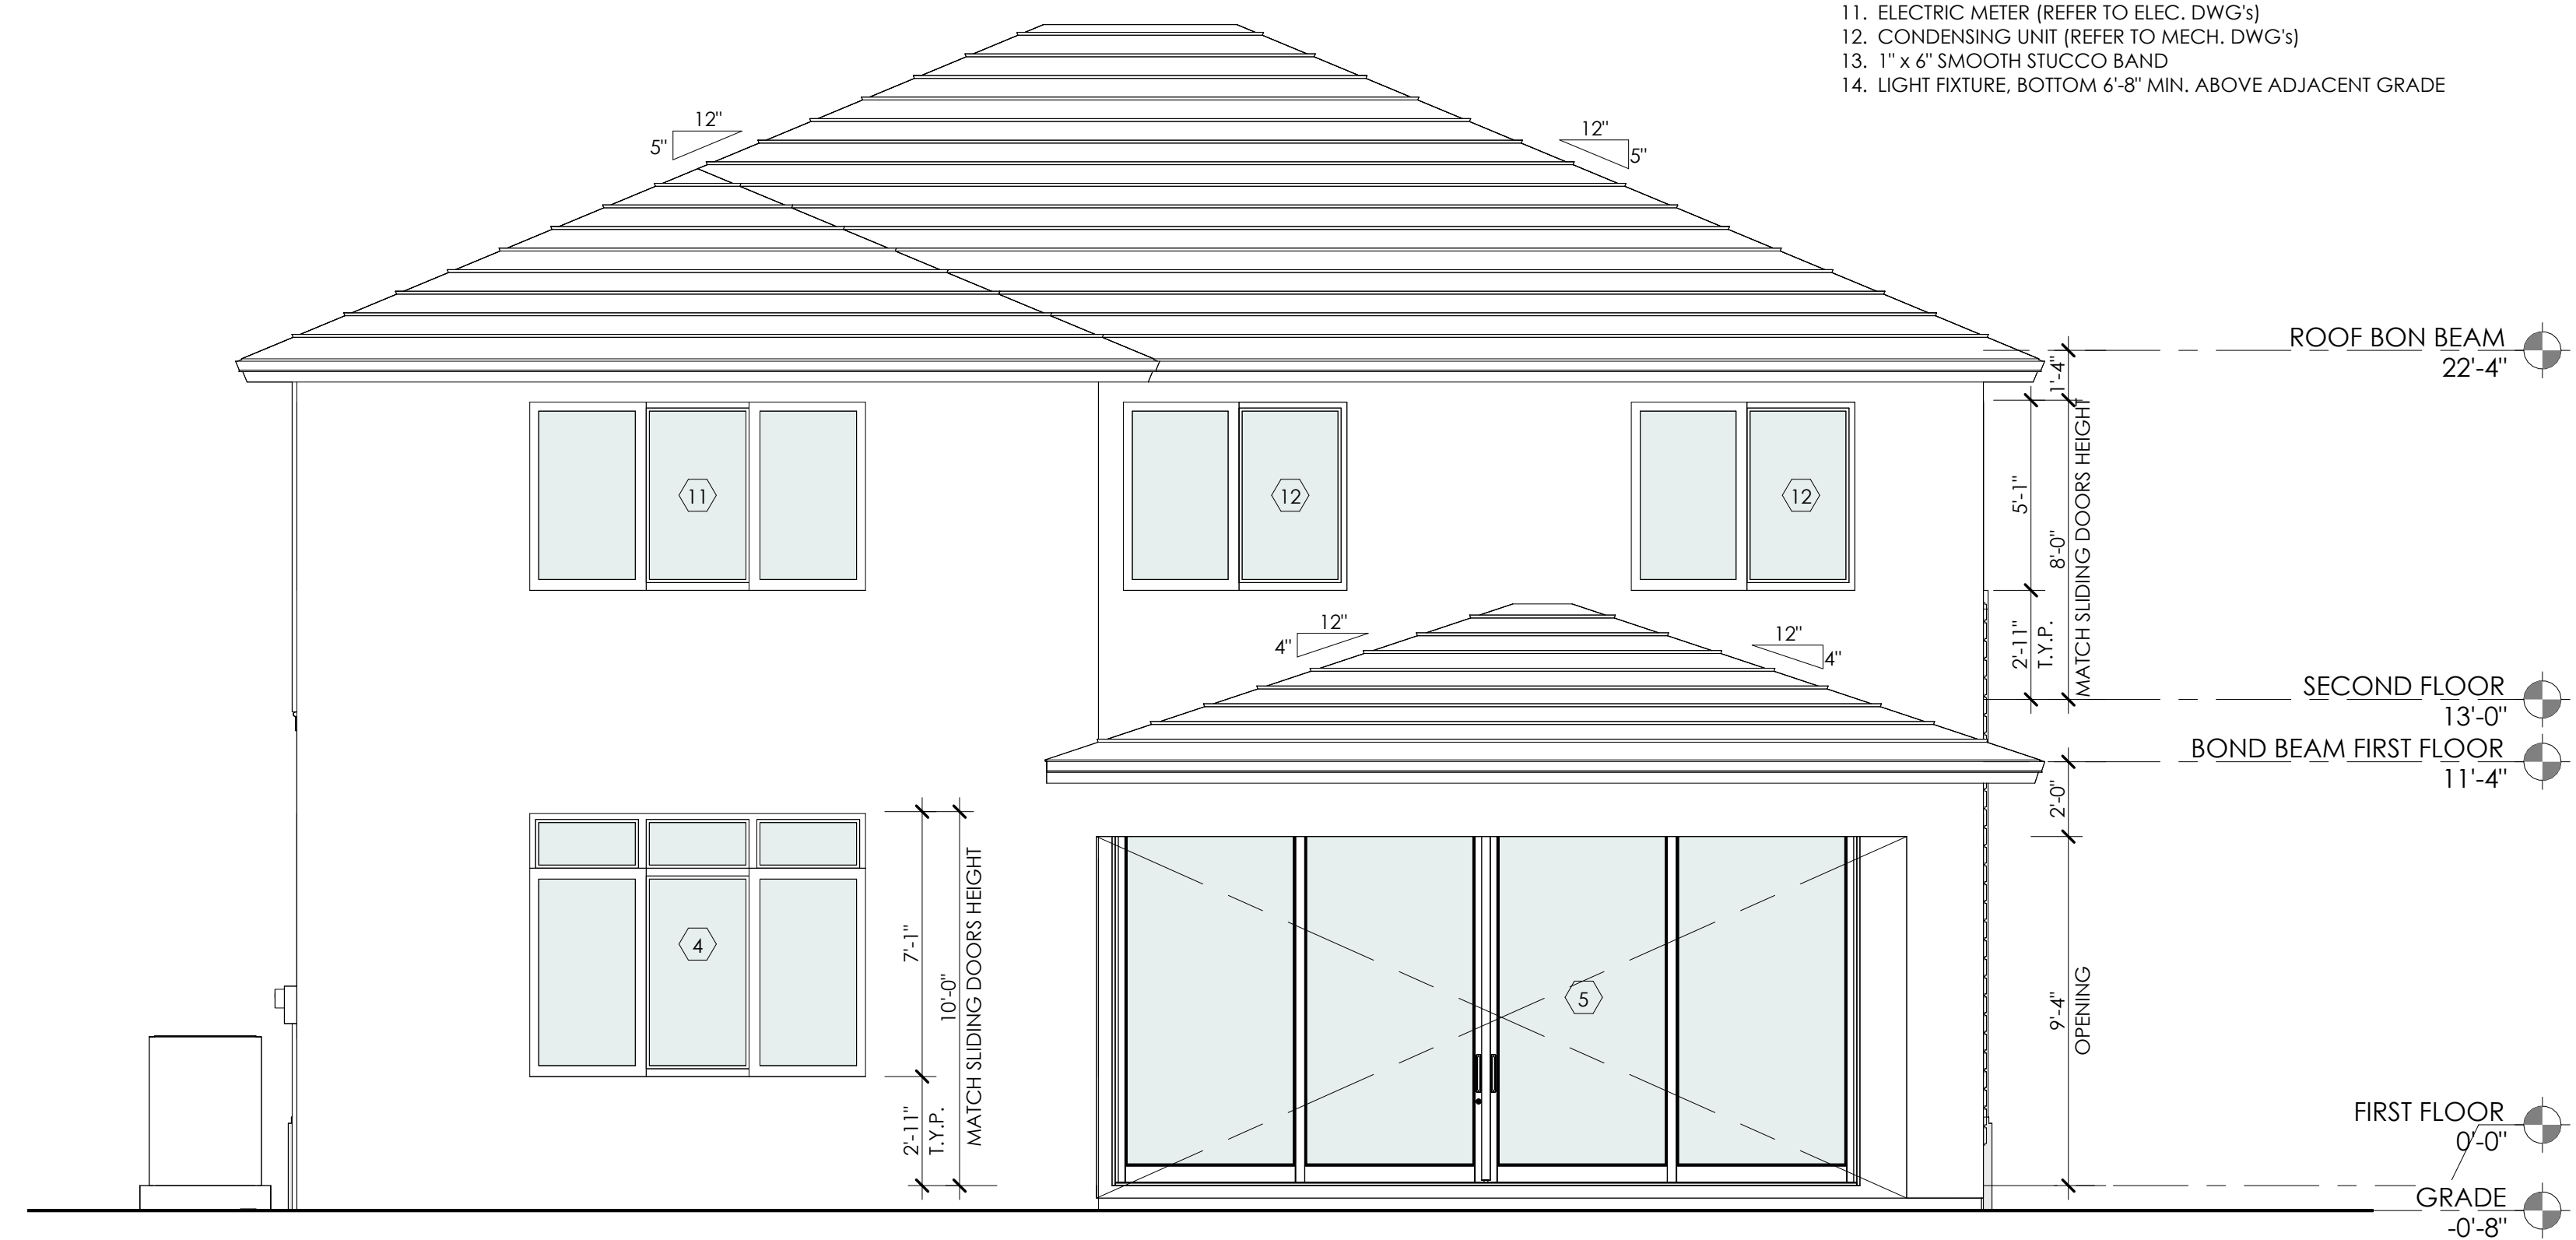 11. ELECTRIC METER (REFER TO ELEC. DWG's)
12. CONDENSING UNIT (REFER TO MECH. DWG's)
13. 1" x 6" SMOOTH STUCCO BAND
14. LIGHT FIXTURE, BOTTOM 6'-8" MIN. ABOVE ADJACENT GRADE
12"
5"
12"
5"
ROOF BON BEAM
22'-4"
1'-4"
11
12
12
5'-1"
8'-0"
MATCH SLIDING DOORS HEIGHT
12"
4"
12"
4"
2'-11"
T.Y.P.
SECOND FLOOR
13'-0"
BOND BEAM FIRST FLOOR
11'-4"
2'-0"
4
7'-1"
10'-0"
MATCH SLIDING DOORS HEIGHT
5
9'-4"
OPENING
2'-11"
T.Y.P.
FIRST FLOOR
0'-0"
GRADE
-0'-8"